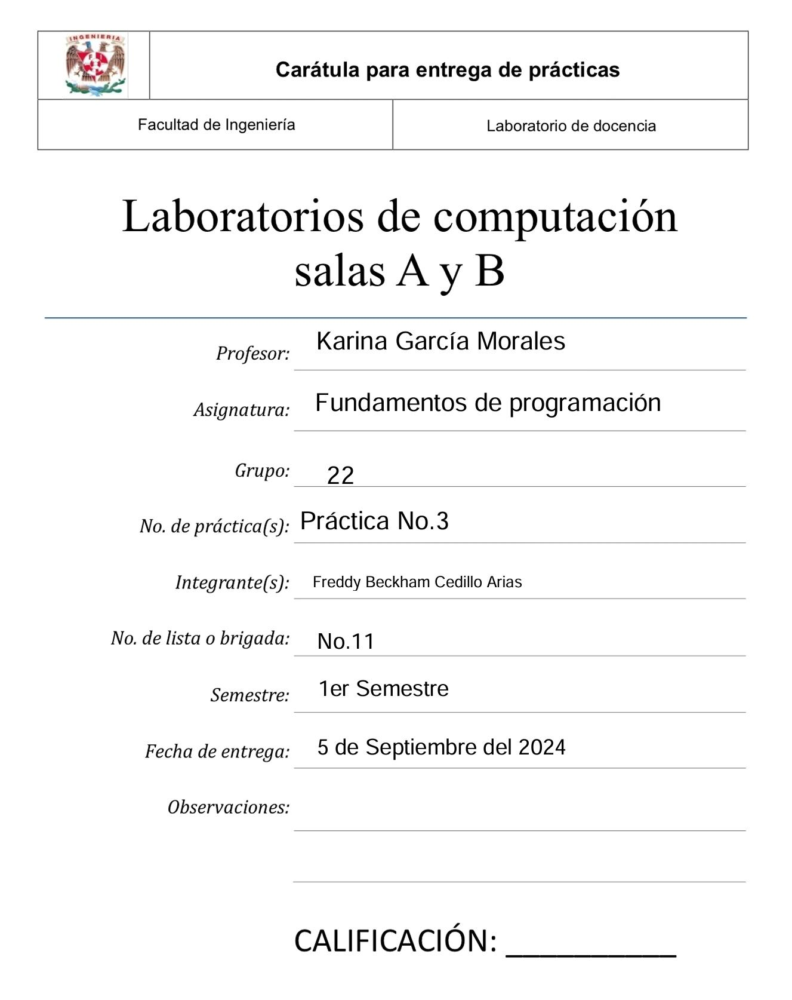 INGENIERIA
F I
Carátula para entrega de prácticas
Facultad de Ingeniería
Laboratorio de docencia
Laboratorios de computación
salas A y B
Profesor: Karina García Morales
Asignatura: Fundamentos de programación
Grupo: 22
No. de práctica(s): Práctica No.3
Integrante(s): Freddy Beckham Cedillo Arias
No. de lista o brigada: No.11
Semestre: 1er Semestre
Fecha de entrega: 5 de Septiembre del 2024
Observaciones:
CALIFICACIÓN: __________